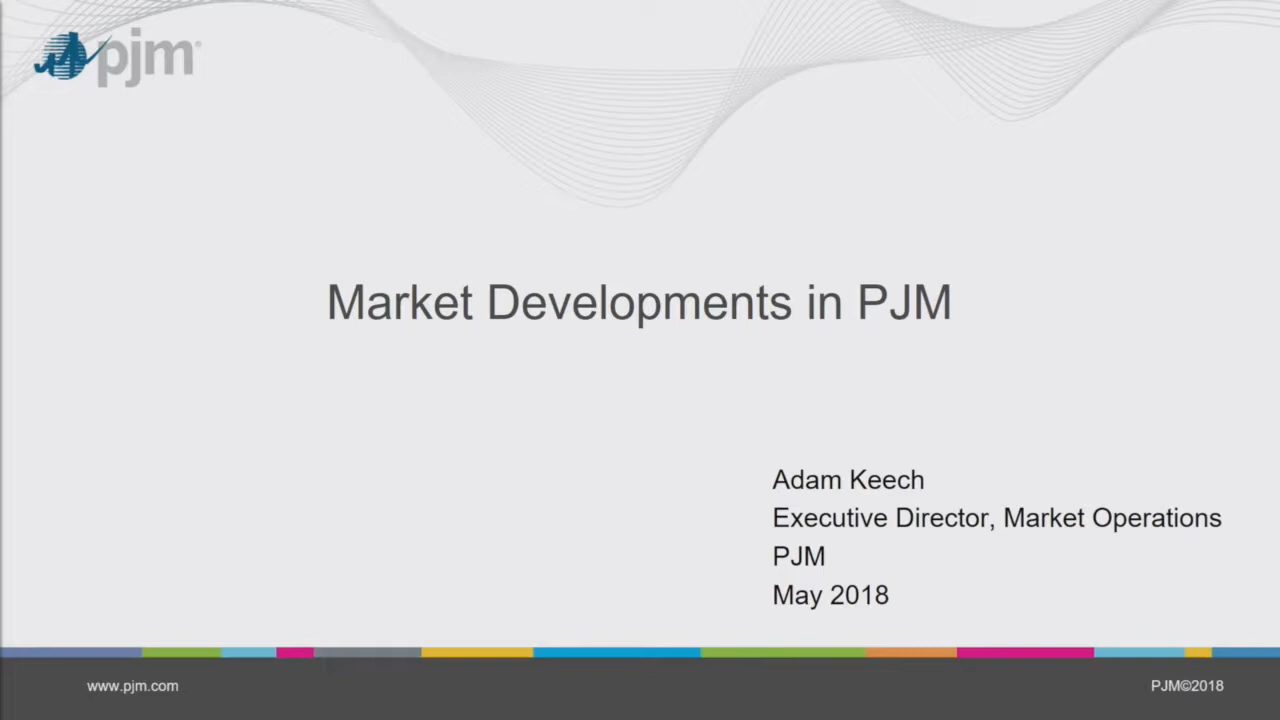 pjm
Market Developments in PJM
Adam Keech
Executive Director, Market Operations
PJM
May 2018
www.pjm.com
PJM©2018